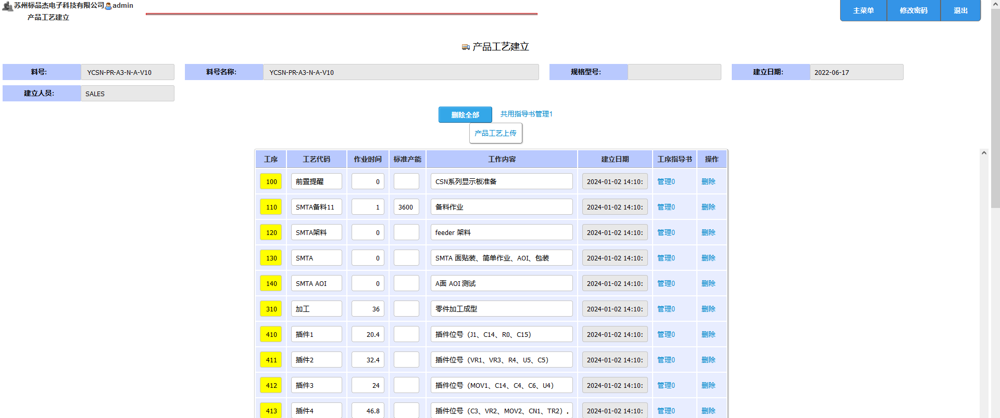 苏州标品杰电子科技有限公司admin
产品工艺建立
主菜单 修改密码 退出
产品工艺建立
料号: YCSN-PR-A3-N-A-V10 料号名称: YCSN-PR-A3-N-A-V10 规格型号: 建立日期: 2022-06-17
建立人员: SALES
删除全部 共用指导书管理1
产品工艺上传
工序 工艺代码 作业时间 标准产能 工作内容 建立日期 工序指导书 操作
100 前置提醒 0 CSN系列显示板准备 2024-01-02 14:10: 管理0 删除
110 SMTA备料11 1 3600 备料作业 2024-01-02 14:10: 管理0 删除
120 SMTA架料 0 feeder 架料 2024-01-02 14:10: 管理0 删除
130 SMTA 0 SMTA 面贴装、简单作业、AOI、包装 2024-01-02 14:10: 管理0 删除
140 SMTA AOI 0 A面 AOI 测试 2024-01-02 14:10: 管理0 删除
310 加工 36 零件加工成型 2024-01-02 14:10: 管理0 删除
410 插件1 20.4 插件位号（J1、C14、R0、C15） 2024-01-02 14:10: 管理0 删除
411 插件2 32.4 插件位号（VR1、VR3、R4、U5、C5） 2024-01-02 14:10: 管理0 删除
412 插件3 24 插件位号（MOV1、C14、C4、C6、U4） 2024-01-02 14:10: 管理0 删除
413 插件4 46.8 插件位号（C3、VR2、MOV2、CN1、TR2）。 2024-01-02 14:10: 管理0 删除